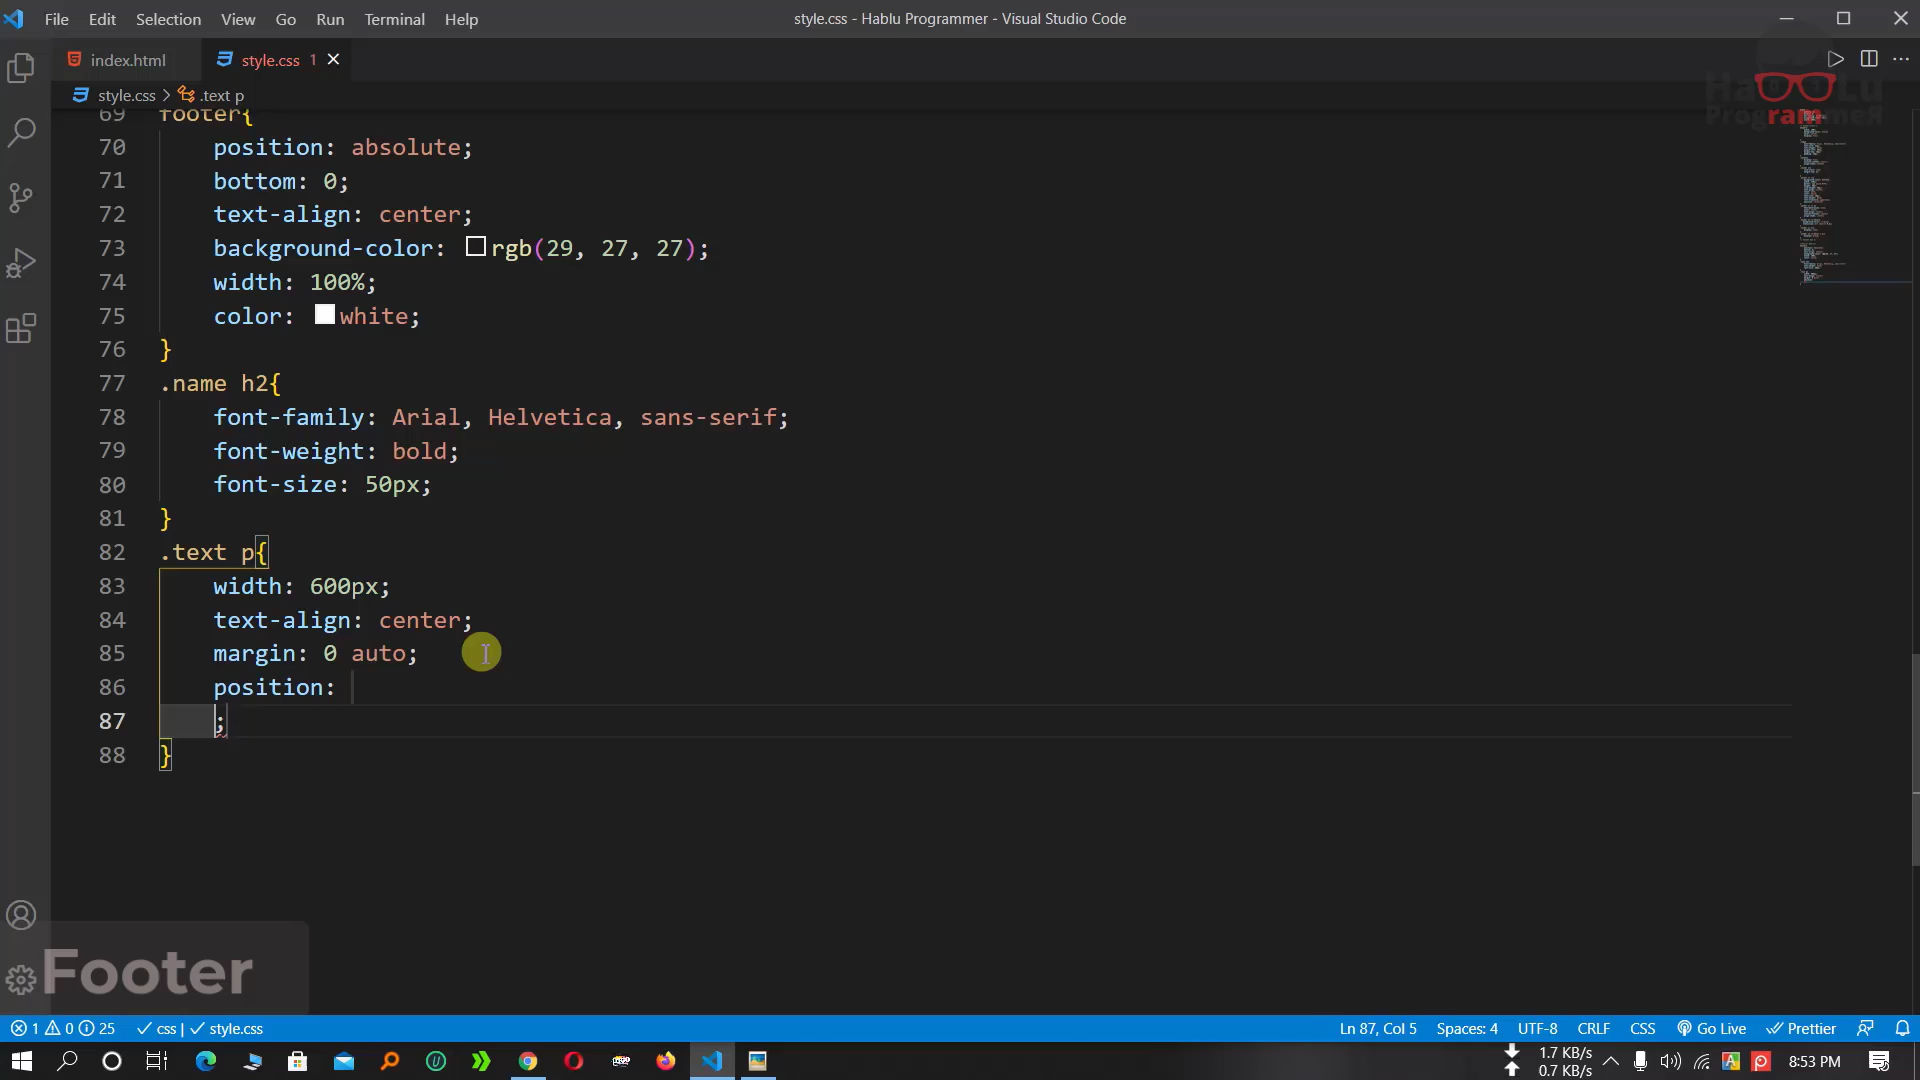 File Edit Selection View Go Run Terminal Help
style.css - Hablu Programmer - Visual Studio Code
index.html
style.css 1
style.css > .text p
HabLu
ProgrammeR
69 footer{
70 position: absolute;
71 bottom: 0;
72 text-align: center;
73 background-color: rgb(29, 27, 27);
74 width: 100%;
75 color: white;
76 }
77 .name h2{
78 font-family: Arial, Helvetica, sans-serif;
79 font-weight: bold;
80 font-size: 50px;
81 }
82 .text p{
83 width: 600px;
84 text-align: center;
85 margin: 0 auto;
86 position:
87 ;
88 }
Footer
1 0 25 css | style.css
Ln 87, Col 5 Spaces: 4 UTF-8 CRLF CSS Go Live Prettier
1.7 KB/s
0.7 KB/s
8:53 PM